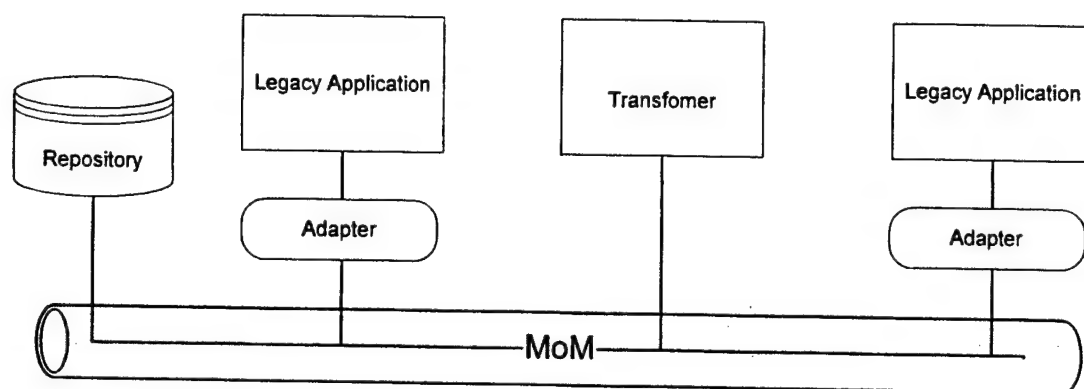 Legacy Application
Transfomer
Legacy Application
Repository
Adapter
Adapter
MoM